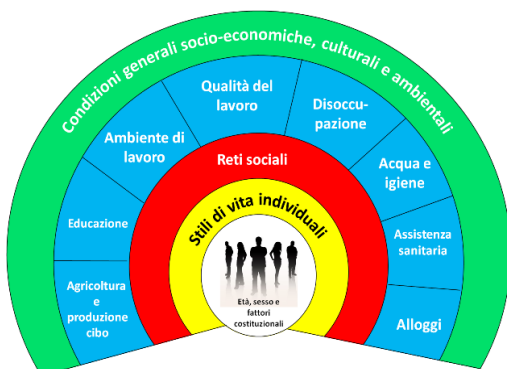 Condizioni generali socio-economiche, culturali e ambientali
Qualità del
lavoro
Disoccu-
pazione
Ambiente di
lavoro
Acqua e
igiene
Reti sociali
Educazione
Assistenza
sanitaria
Stili di vita individuali
Agricoltura
e
produzione
cibo
Alloggi
Età, sesso e
fattori
costituzionali